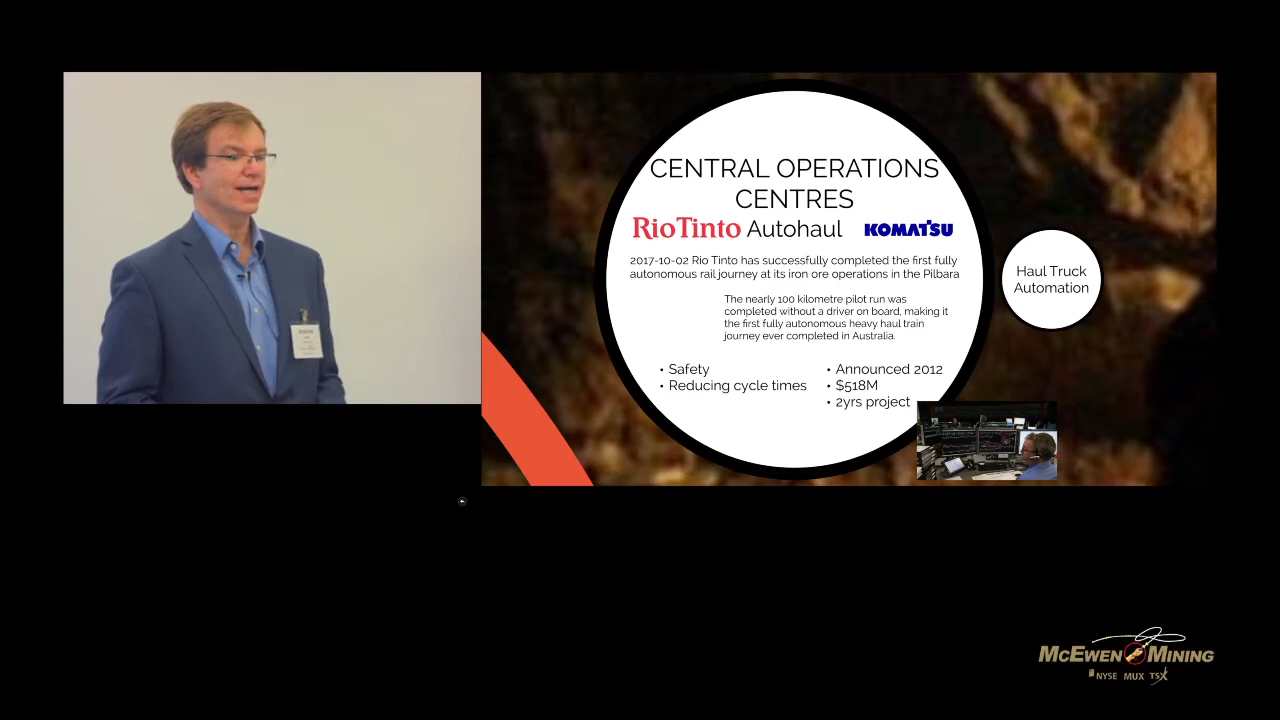 CENTRAL OPERATIONS
CENTRES
RioTinto Autohaul KOMATSU
2017-10-02 Rio Tinto has successfully completed the first fully
autonomous rail journey at its iron ore operations in the Pilbara
The nearly 100 kilometre pilot run was
completed without a driver on board, making it
the first fully autonomous heavy haul train
journey ever completed in Australia.
• Safety
• Reducing cycle times
• Announced 2012
• $518M
• 2yrs project
Haul Truck
Automation
McEWEN MINING
NYSE MUX TSX